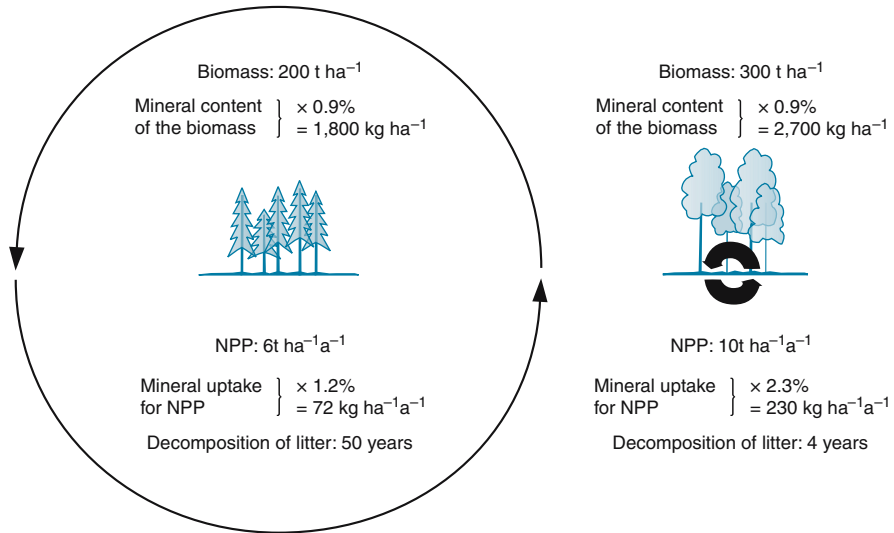 Biomass: 200 t ha⁻¹
Mineral content } × 0.9%
of the biomass = 1,800 kg ha⁻¹
NPP: 6t ha⁻¹a⁻¹
Mineral uptake } × 1.2%
for NPP = 72 kg ha⁻¹a⁻¹
Decomposition of litter: 50 years
Biomass: 300 t ha⁻¹
Mineral content } × 0.9%
of the biomass = 2,700 kg ha⁻¹
NPP: 10t ha⁻¹a⁻¹
Mineral uptake } × 2.3%
for NPP = 230 kg ha⁻¹a⁻¹
Decomposition of litter: 4 years